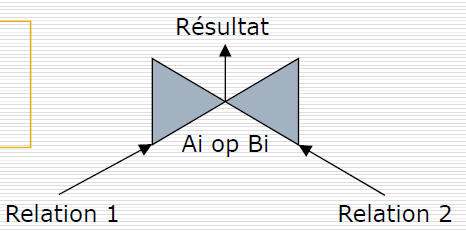 Résultat
Ai op Bi
Relation 1
Relation 2